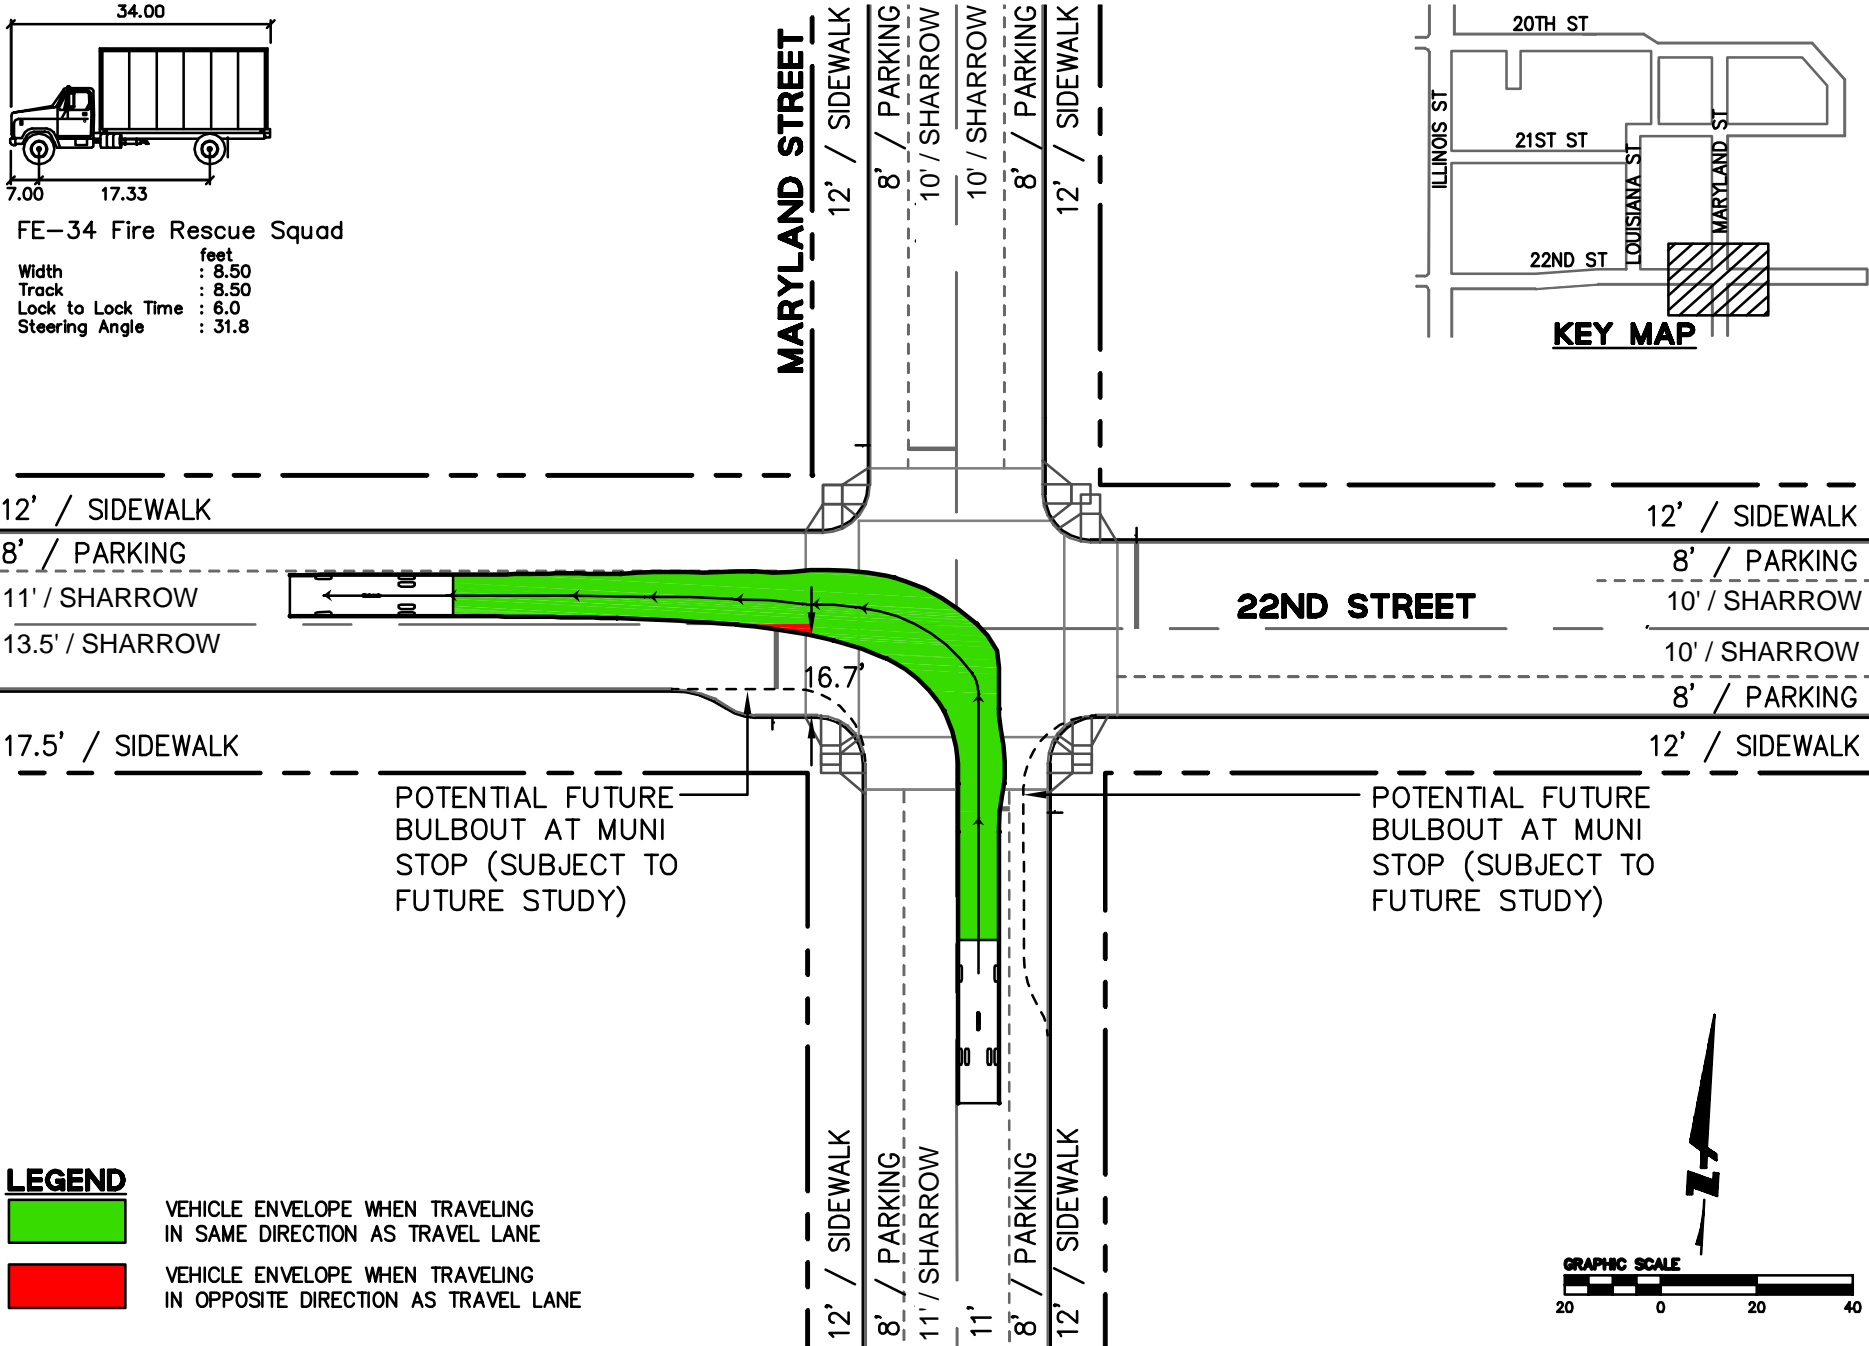 34.00
7.00
17.33
FE-34 Fire Rescue Squad
feet
Width : 8.50
Track : 8.50
Lock to Lock Time : 6.0
Steering Angle : 31.8
MARYLAND STREET
12' / SIDEWALK
8' / PARKING
10' / SHARROW
10' / SHARROW
8' / PARKING
12' / SIDEWALK
20TH ST
ILLINOIS ST
21ST ST
LOUISIANA ST
MARYLAND ST
22ND ST
KEY MAP
12' / SIDEWALK
8' / PARKING
11' / SHARROW
13.5' / SHARROW
17.5' / SIDEWALK
16.7'
22ND STREET
12' / SIDEWALK
8' / PARKING
10' / SHARROW
10' / SHARROW
8' / PARKING
12' / SIDEWALK
POTENTIAL FUTURE
BULBOUT AT MUNI
STOP (SUBJECT TO
FUTURE STUDY)
POTENTIAL FUTURE
BULBOUT AT MUNI
STOP (SUBJECT TO
FUTURE STUDY)
12' / SIDEWALK
8' / PARKING
11' / SHARROW
11'
8' / PARKING
12' / SIDEWALK
LEGEND
VEHICLE ENVELOPE WHEN TRAVELING
IN SAME DIRECTION AS TRAVEL LANE
VEHICLE ENVELOPE WHEN TRAVELING
IN OPPOSITE DIRECTION AS TRAVEL LANE
N
GRAPHIC SCALE
20 0 20 40